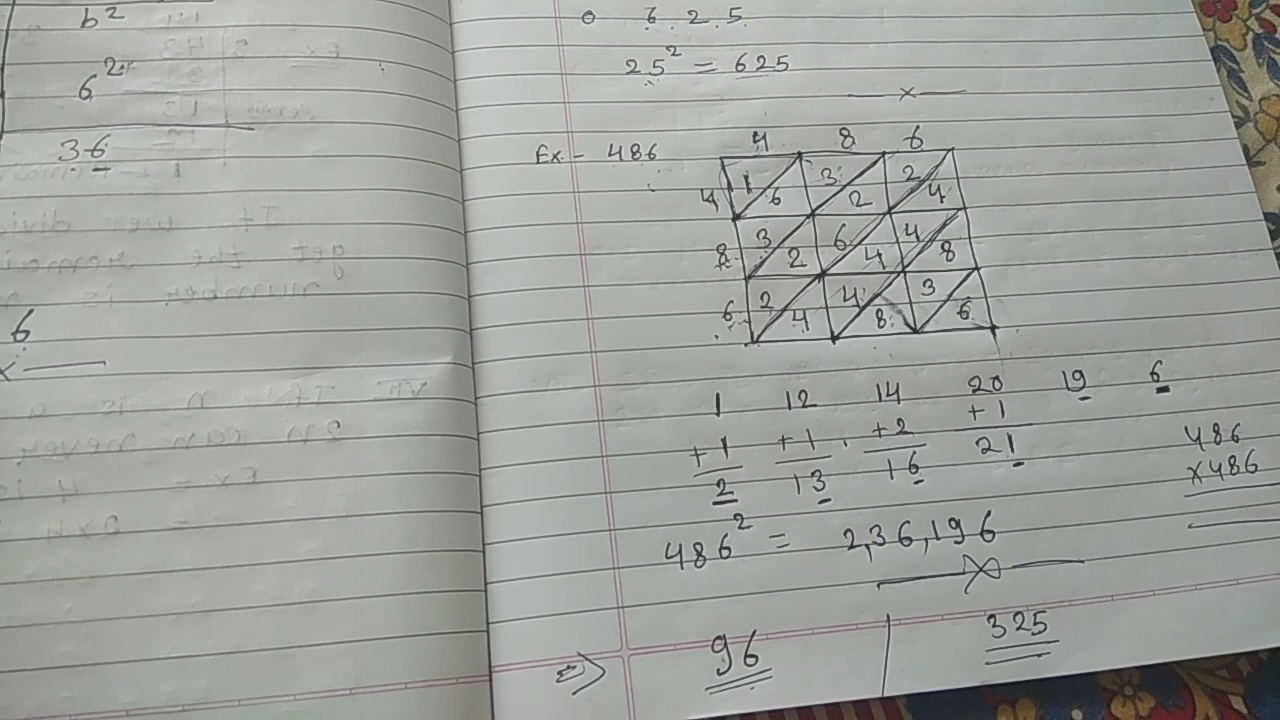 b²
6²
36
6
0 6 2 5
25² = 625
Ex - 486
4 8 6
4 1 6 3 2 2 4
8 3 2 6 4 4 8
6 2 4 4 8 3 6
1 12 14 20 19 6
+1 +1 +2 +1
2 13 16 21
486
×486
486² = 2,36,196
⇒ 96 | 325